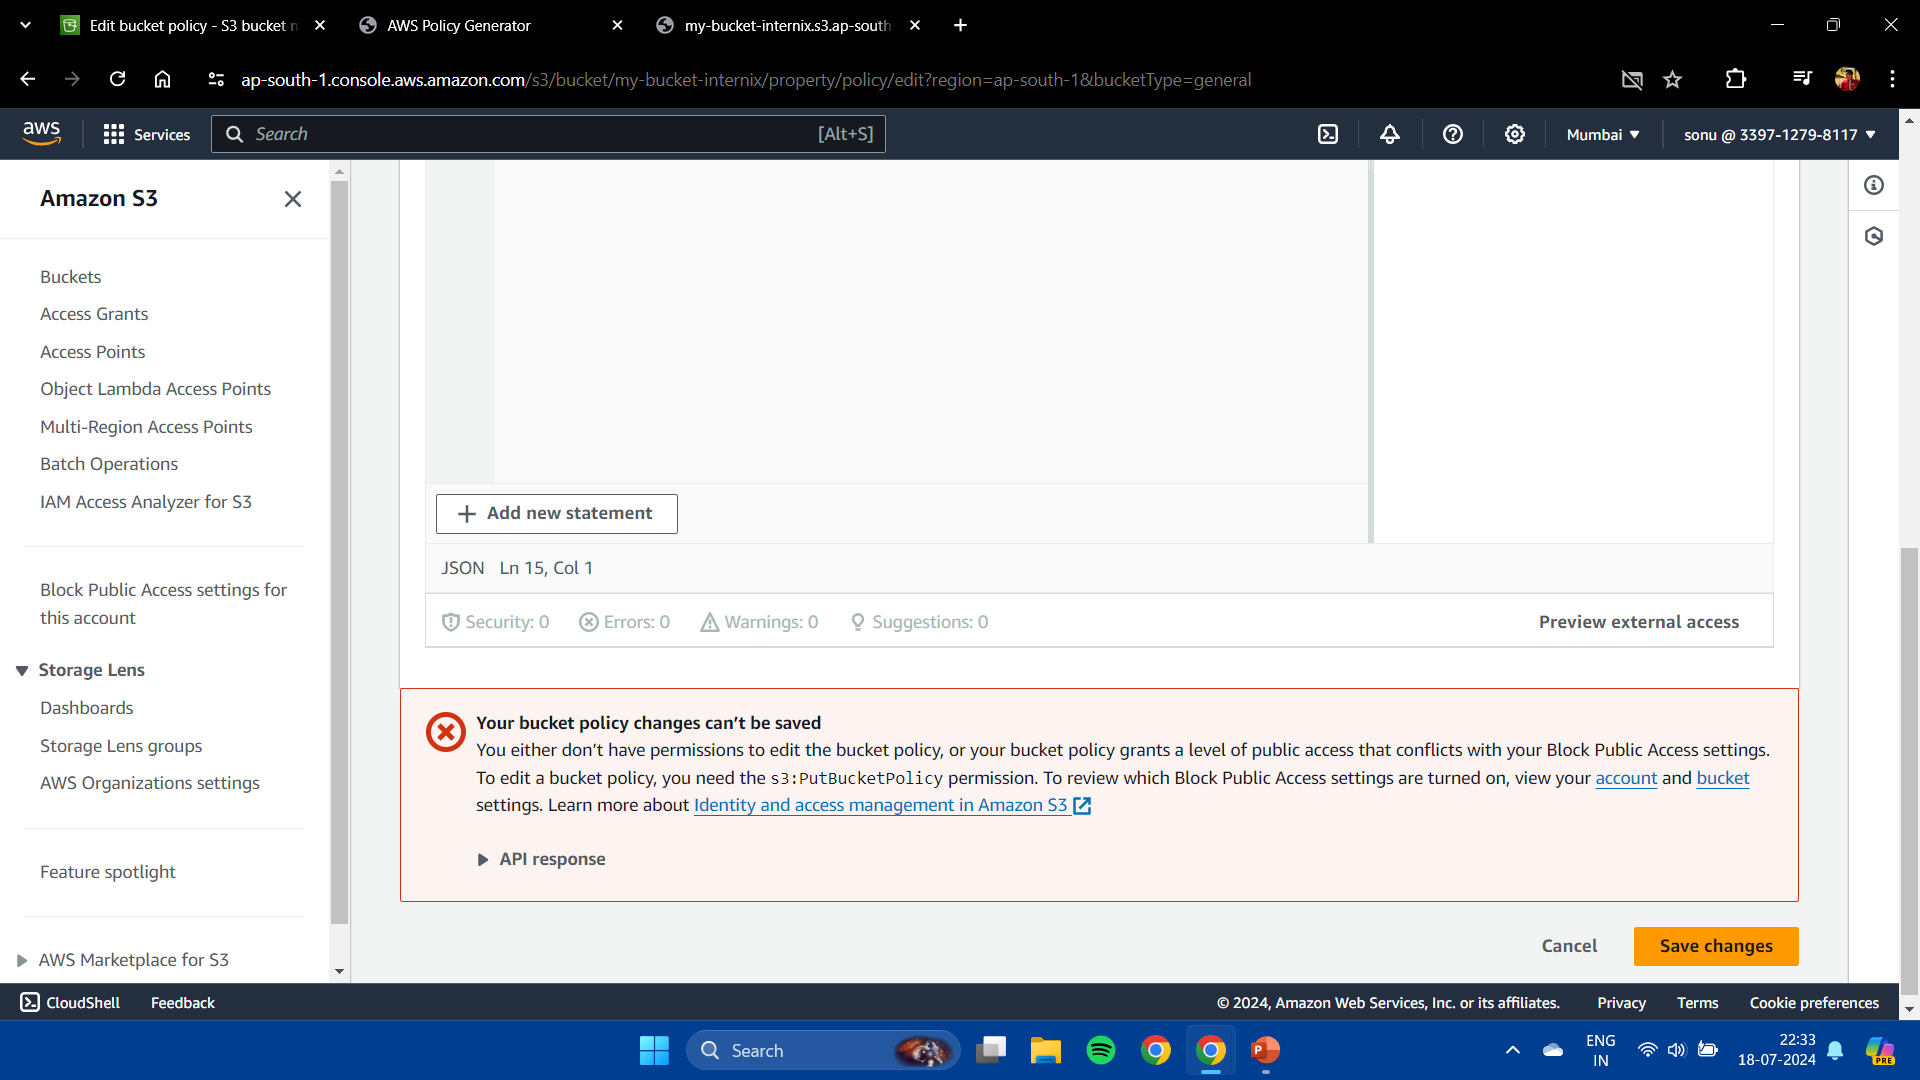 Edit bucket policy - S3 bucket
AWS Policy Generator
my-bucket-internix.s3.ap-south
ap-south-1.console.aws.amazon.com/s3/bucket/my-bucket-internix/property/policy/edit?region=ap-south-1&bucketType=general
aws
Services
Search
[Alt+S]
Mumbai
sonu @ 3397-1279-8117
Amazon S3
Buckets
Access Grants
Access Points
Object Lambda Access Points
Multi-Region Access Points
Batch Operations
IAM Access Analyzer for S3
Block Public Access settings for
this account
Storage Lens
Dashboards
Storage Lens groups
AWS Organizations settings
Feature spotlight
AWS Marketplace for S3
+ Add new statement
JSON Ln 15, Col 1
Security: 0 Errors: 0 Warnings: 0 Suggestions: 0
Preview external access
Your bucket policy changes can’t be saved
You either don’t have permissions to edit the bucket policy, or your bucket policy grants a level of public access that conflicts with your Block Public Access settings.
To edit a bucket policy, you need the s3:PutBucketPolicy permission. To review which Block Public Access settings are turned on, view your account and bucket
settings. Learn more about Identity and access management in Amazon S3
API response
Cancel
Save changes
CloudShell
Feedback
© 2024, Amazon Web Services, Inc. or its affiliates.
Privacy
Terms
Cookie preferences
Search
ENG
IN
22:33
18-07-2024
PRE